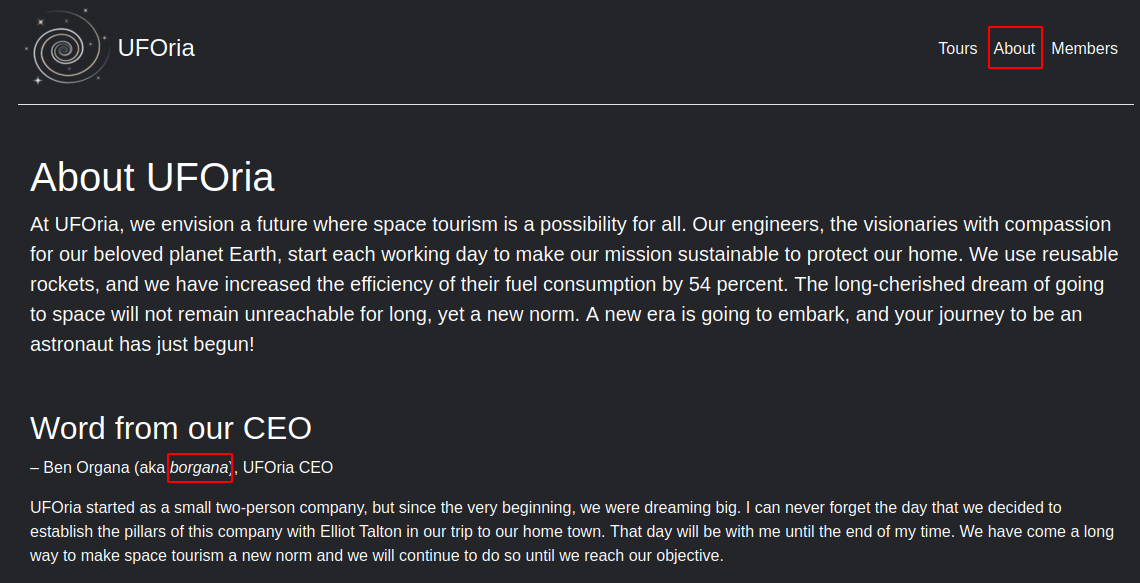 UFOria
Tours About Members
About UFOria
At UFOria, we envision a future where space tourism is a possibility for all. Our engineers, the visionaries with compassion
for our beloved planet Earth, start each working day to make our mission sustainable to protect our home. We use reusable
rockets, and we have increased the efficiency of their fuel consumption by 54 percent. The long-cherished dream of going
to space will not remain unreachable for long, yet a new norm. A new era is going to embark, and your journey to be an
astronaut has just begun!
Word from our CEO
– Ben Organa (aka borgana), UFOria CEO
UFOria started as a small two-person company, but since the very beginning, we were dreaming big. I can never forget the day that we decided to
establish the pillars of this company with Elliot Talton in our trip to our home town. That day will be with me until the end of my time. We have come a long
way to make space tourism a new norm and we will continue to do so until we reach our objective.